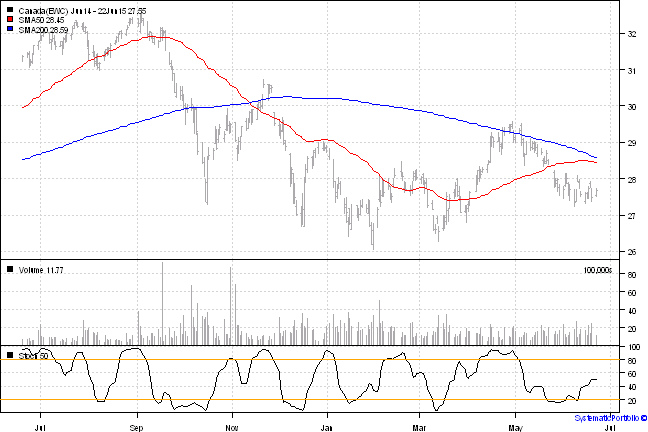 Canada(EWC) Jun14 - 22Jun15 27.55
SMA50 28.45
SMA200 28.59
32
31
30
29
28
27
26
Volume 11.77
100,000s
80
60
40
20
100
Stoch 50
80
60
40
20
SystematicPortfolio ©
Jul Sep Nov Jan Mar May Jul